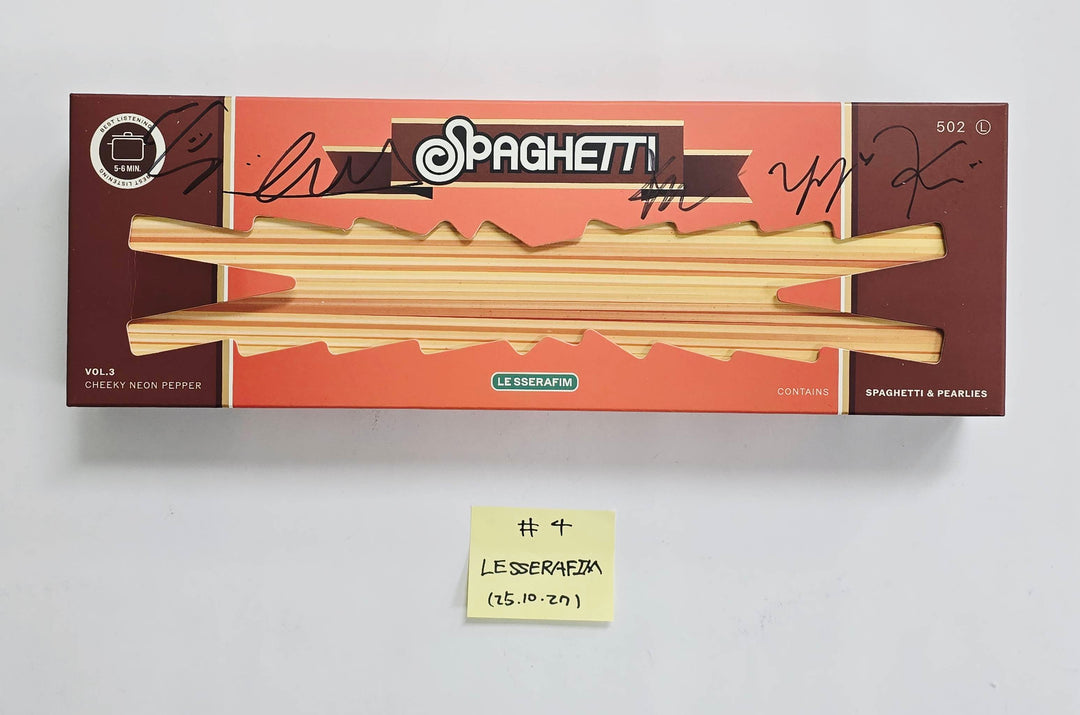 BEST LISTENING
5-6 MIN.
BEST LISTENING
SPAGHETTI
502 Ⓛ
VOL.3
CHEEKY NEON PEPPER
LE SSERAFIM
CONTAINS
SPAGHETTI & PEARLIES
# 4
LESSERAFIM
(25.10.27)